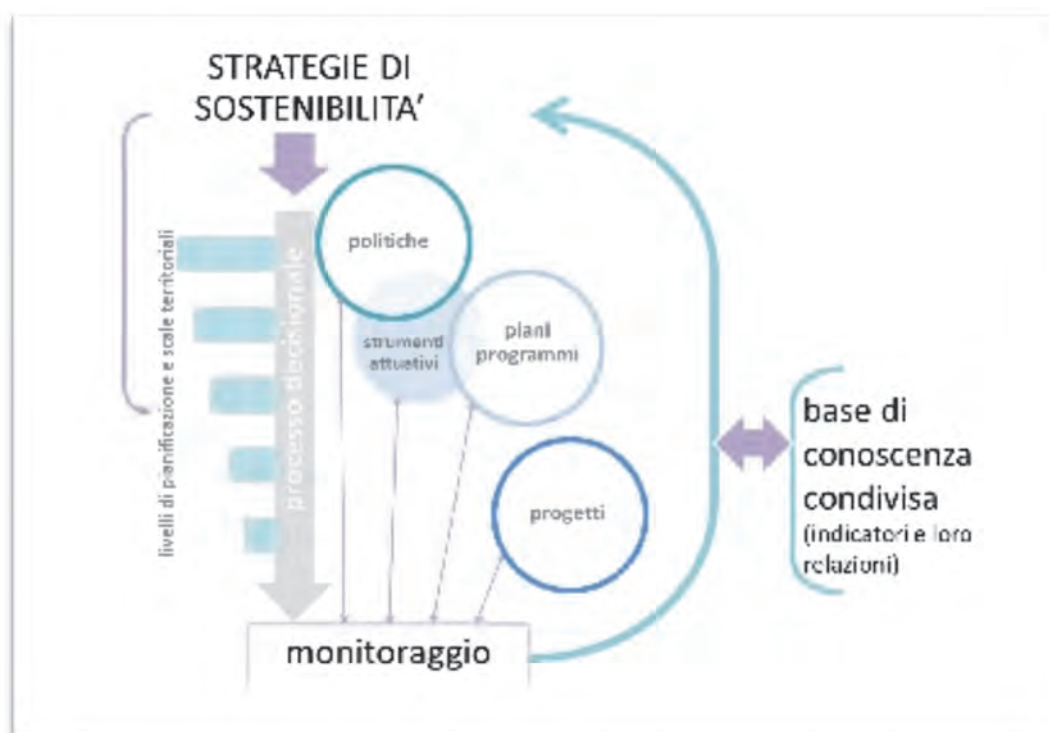 STRATEGIE DI
SOSTENIBILITA'
livelli di pianificazione e scale territoriali
processo decisionale
politiche
strumenti
attuativi
piani
programmi
progetti
monitoraggio
base di
conoscenza
condivisa
(indicatori e loro
relazioni)